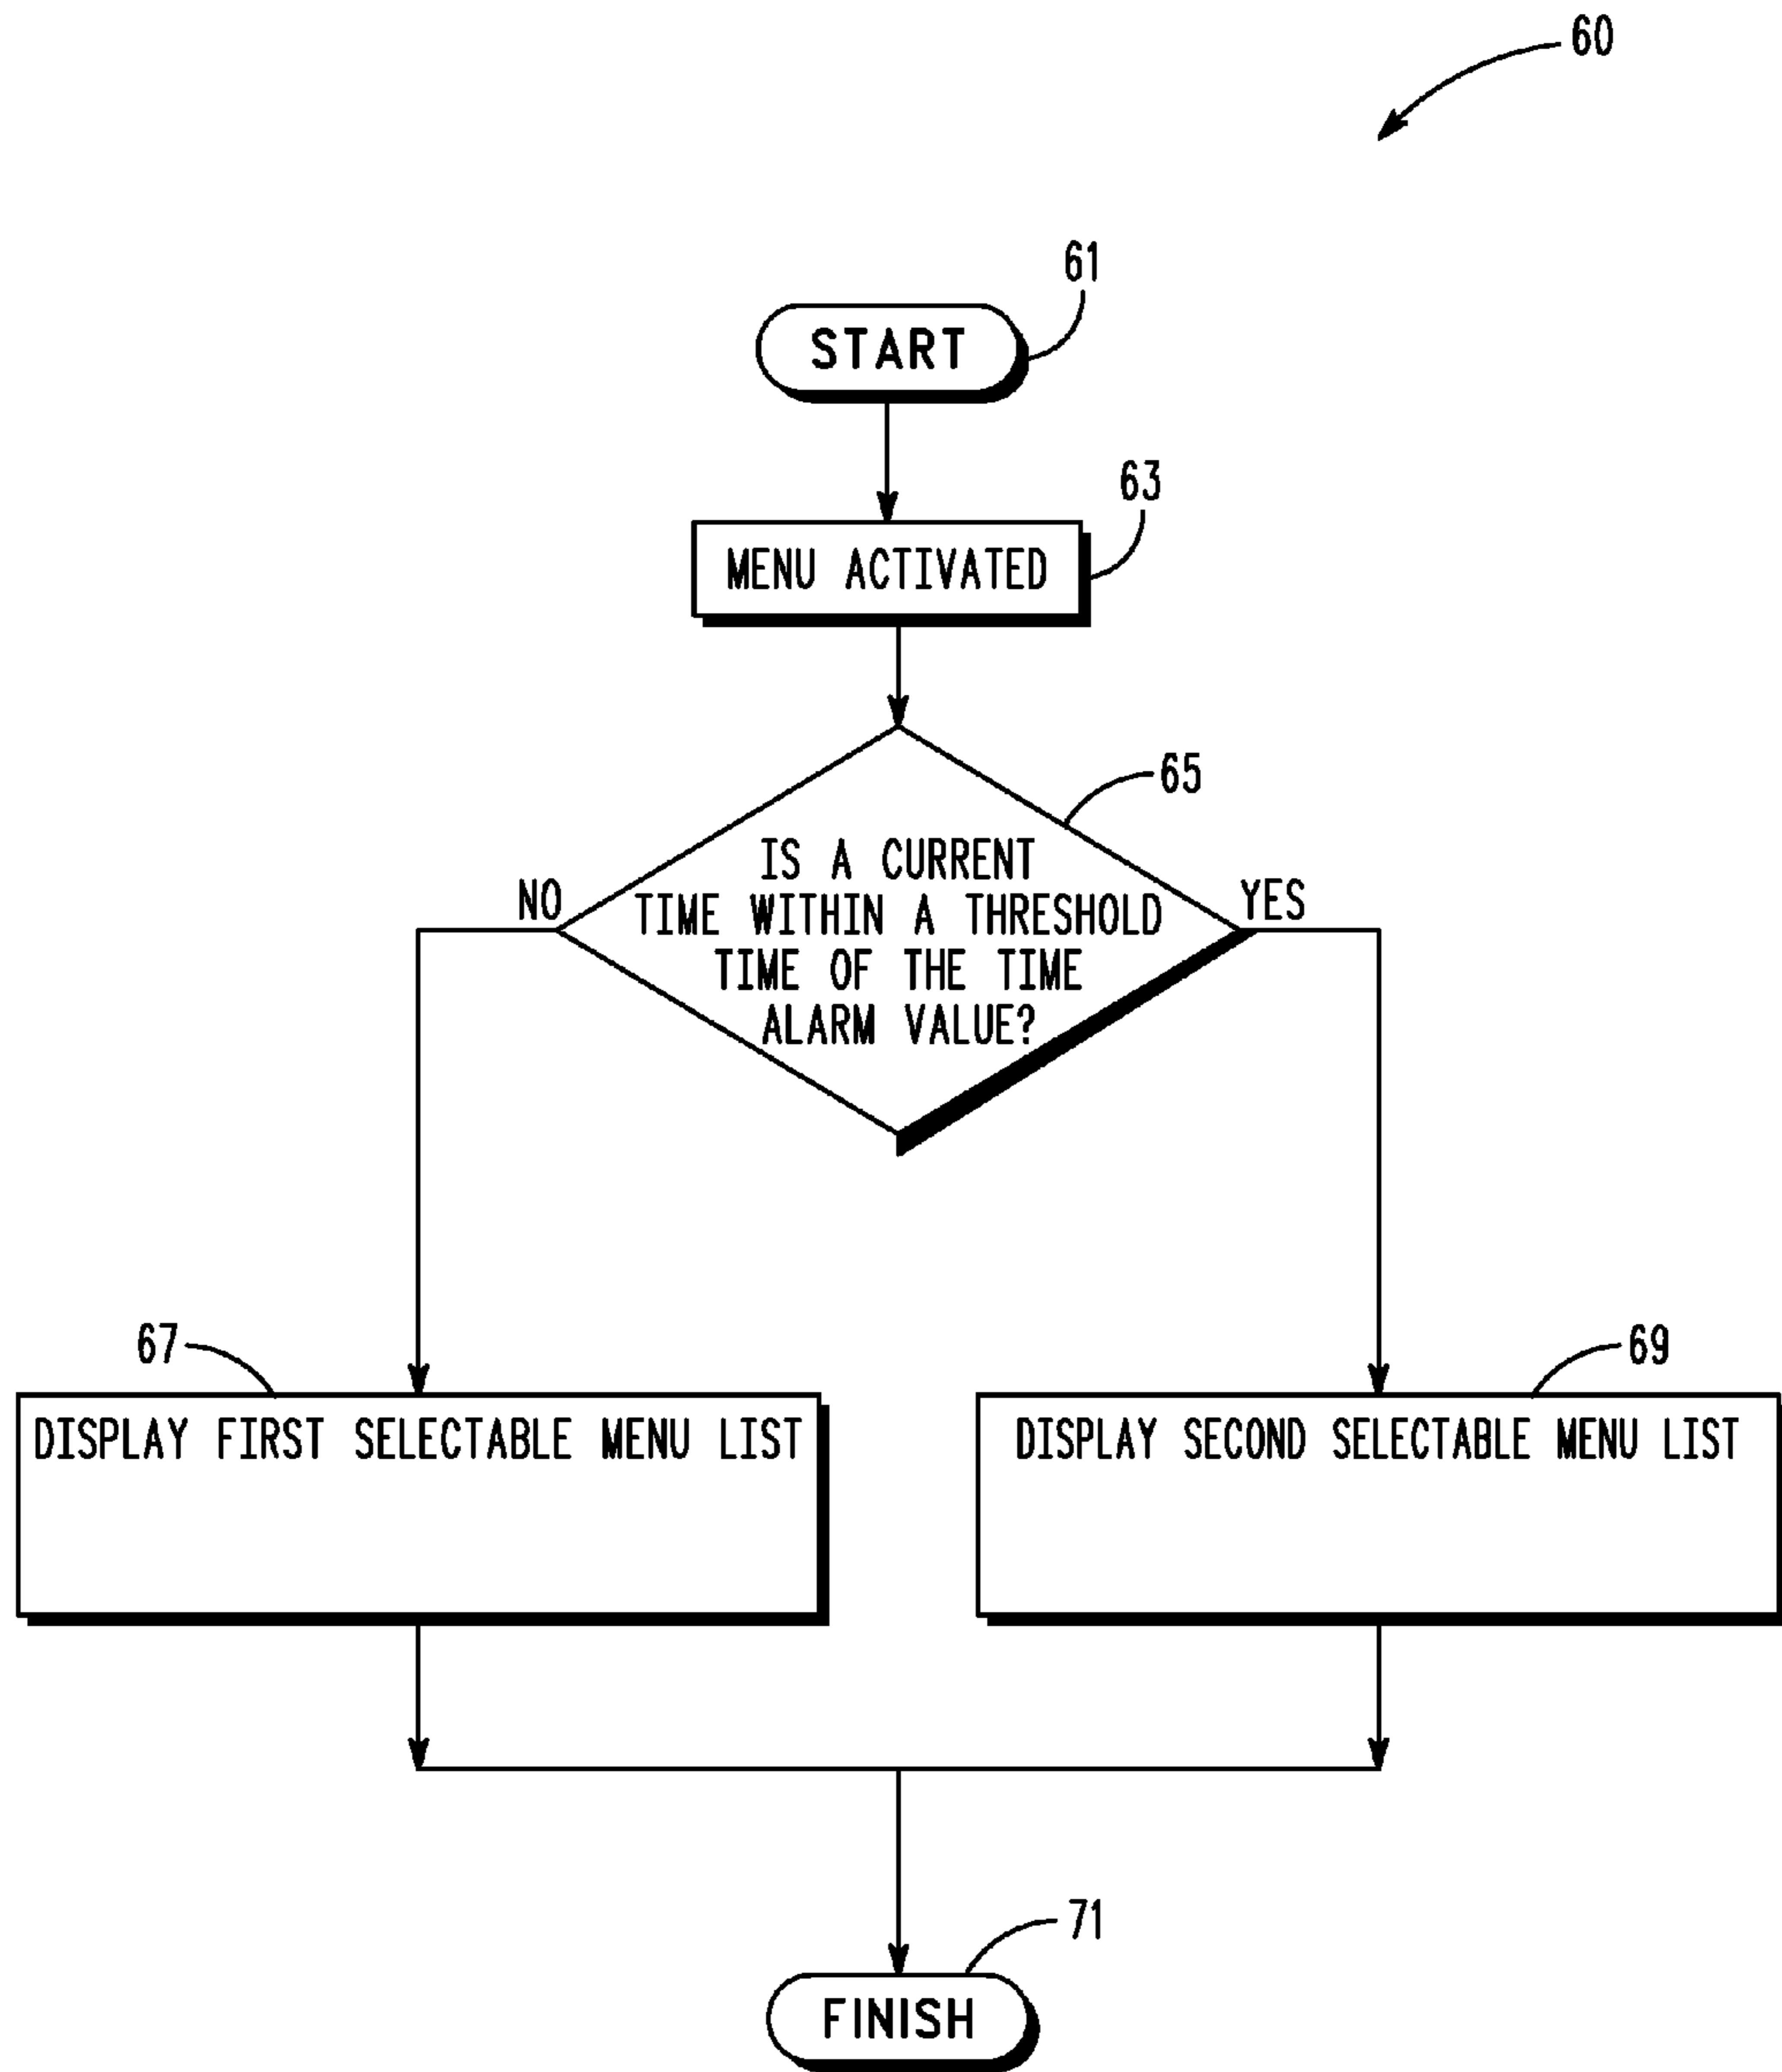 60
61
START
63
MENU ACTIVATED
65
IS A CURRENT
TIME WITHIN A THRESHOLD
TIME OF THE TIME
ALARM VALUE?
NO
YES
67
DISPLAY FIRST SELECTABLE MENU LIST
69
DISPLAY SECOND SELECTABLE MENU LIST
71
FINISH